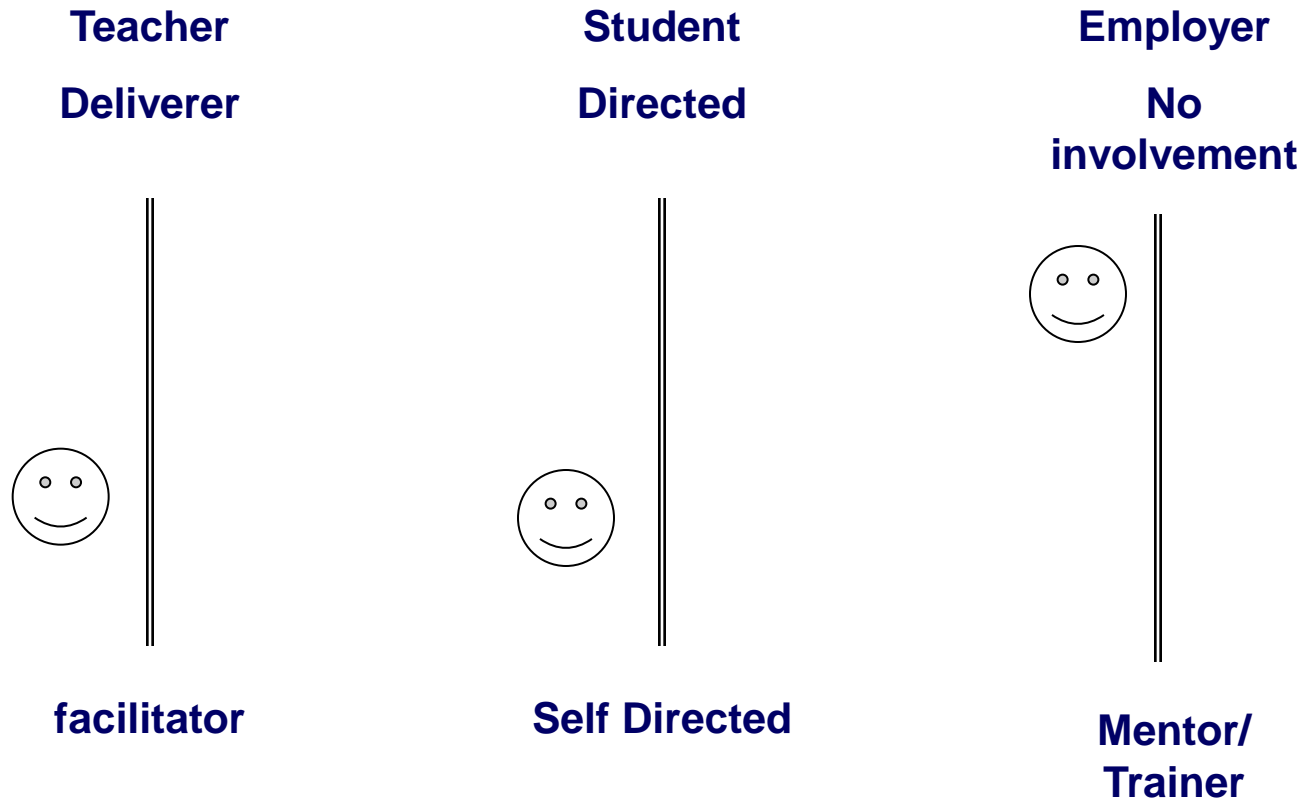 Teacher
Deliverer
Student
Directed
Employer
No
involvement
facilitator
Self Directed
Mentor/
Trainer